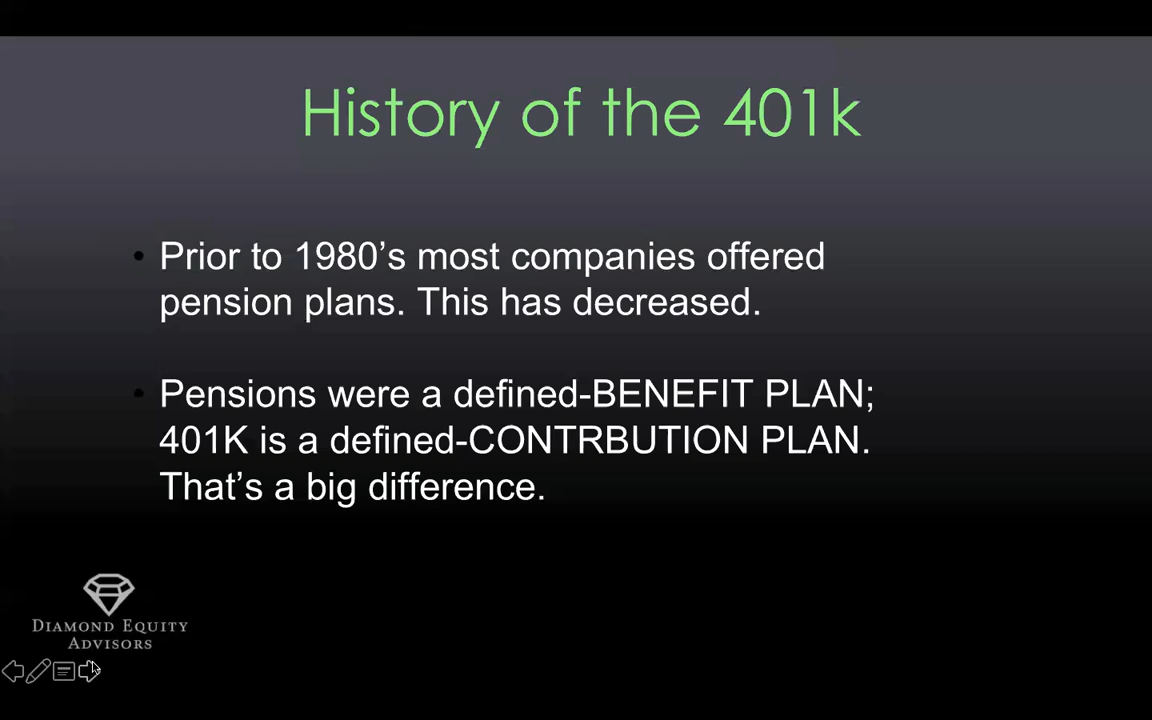 History of the 401k
• Prior to 1980’s most companies offered
pension plans. This has decreased.
• Pensions were a defined-BENEFIT PLAN;
401K is a defined-CONTRBUTION PLAN.
That’s a big difference.
DIAMOND EQUITY
ADVISORS